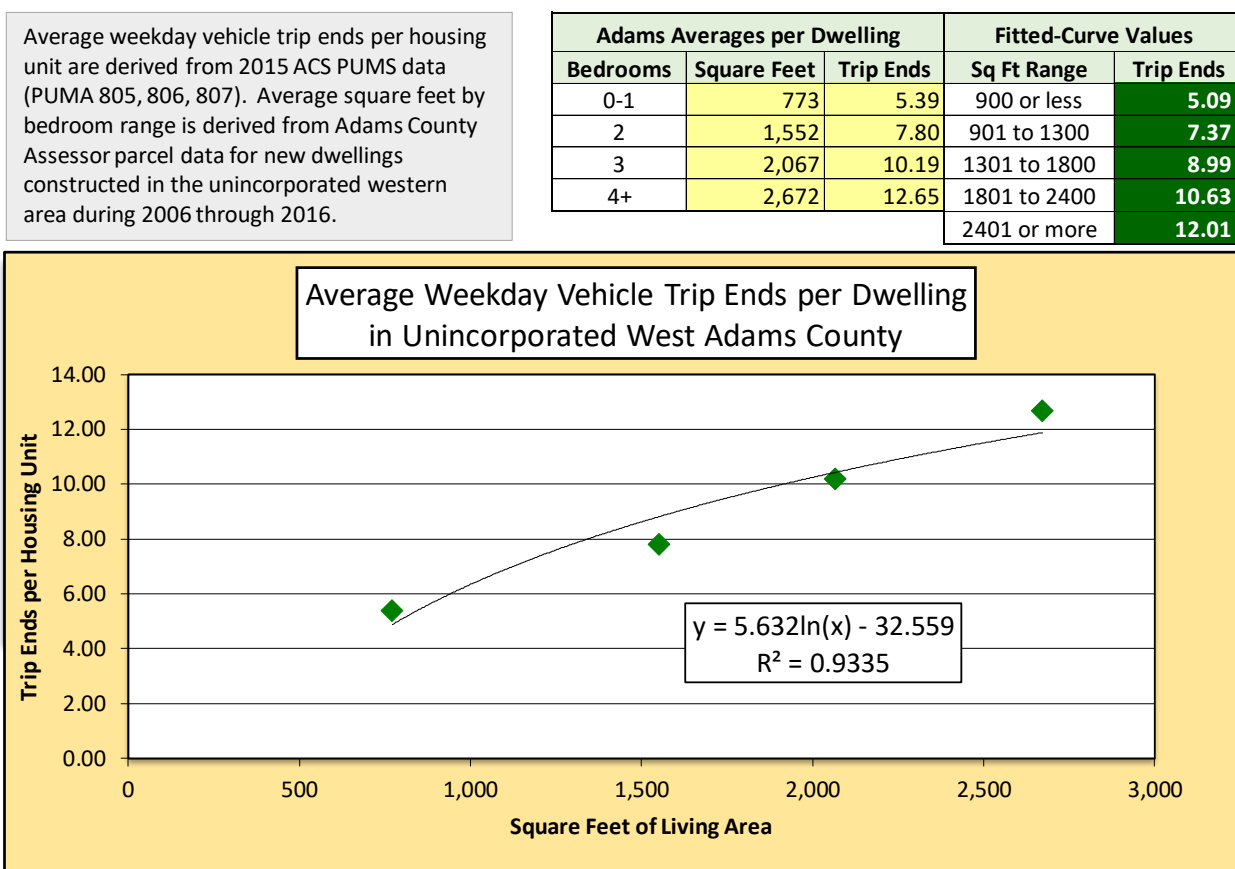 Average weekday vehicle trip ends per housing
unit are derived from 2015 ACS PUMS data
(PUMA 805, 806, 807). Average square feet by
bedroom range is derived from Adams County
Assessor parcel data for new dwellings
constructed in the unincorporated western
area during 2006 through 2016.
Adams Averages per Dwelling Fitted-Curve Values
Bedrooms Square Feet Trip Ends Sq Ft Range Trip Ends
0-1 773 5.39 900 or less 5.09
2 1,552 7.80 901 to 1300 7.37
3 2,067 10.19 1301 to 1800 8.99
4+ 2,672 12.65 1801 to 2400 10.63
2401 or more 12.01
Average Weekday Vehicle Trip Ends per Dwelling
in Unincorporated West Adams County
Trip Ends per Housing Unit
14.00
12.00
10.00
8.00
6.00
4.00
2.00
0.00
y = 5.632ln(x) - 32.559
R² = 0.9335
0 500 1,000 1,500 2,000 2,500 3,000
Square Feet of Living Area